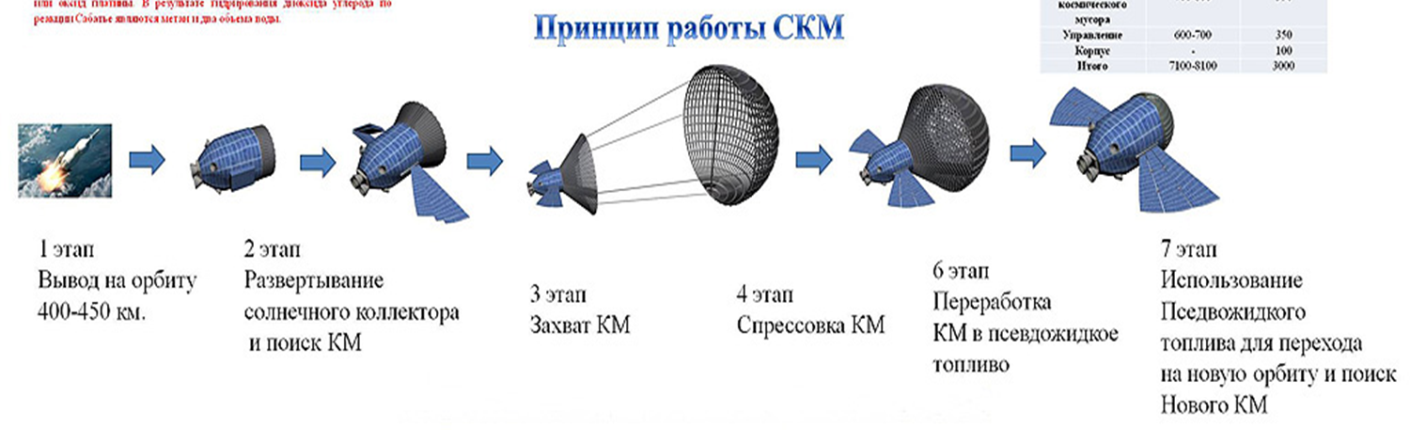 или оксид платины. В результате гидрирования диоксида углерода по
реакции Сабатье являются метан и два объема воды.
Принцип работы СКМ
космического
мусора
Управление 600-700 350
Корпус - 100
Итого 7100-8100 3000
1 этап
Вывод на орбиту
400-450 км.
2 этап
Развертывание
солнечного коллектора
и поиск КМ
3 этап
Захват КМ
4 этап
Спрессовка КМ
6 этап
Переработка
КМ в псевдожидкое
топливо
7 этап
Использование
Пседвожидкого
топлива для перехода
на новую орбиту и поиск
Нового КМ